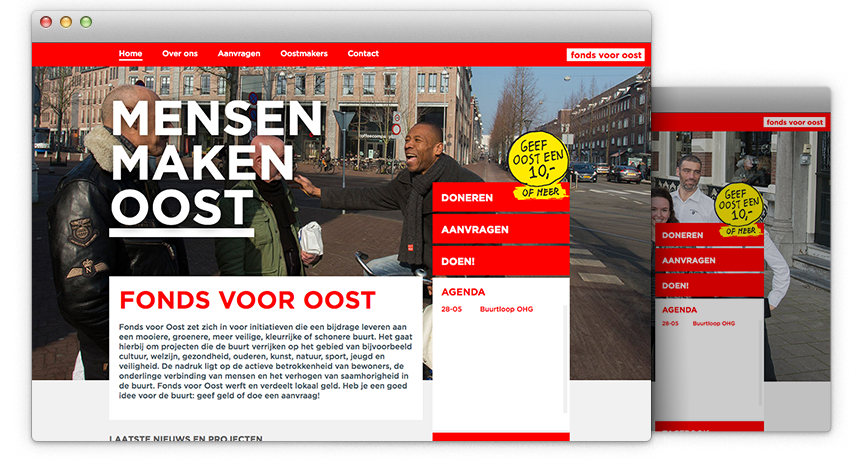 Home Over ons Aanvragen Oostmakers Contact
fonds voor oost
MENSEN
MAKEN
OOST
GEEF
OOST EEN
10,-
OF MEER
DONEREN
AANVRAGEN
DOEN!
AGENDA
28-05 Buurtloop OHG
FONDS VOOR OOST
Fonds voor Oost zet zich in voor initiatieven die een bijdrage leveren aan
een mooiere, groenere, meer veilige, kleurrijke of schonere buurt. Het gaat
hierbij om projecten die de buurt verrijken op het gebied van bijvoorbeeld
cultuur, welzijn, gezondheid, ouderen, kunst, natuur, sport, jeugd en
veiligheid. De nadruk ligt op de actieve betrokkenheid van bewoners, de
onderlinge verbinding van mensen en het verhogen van saamhorigheid in
de buurt. Fonds voor Oost werft en verdeelt lokaal geld. Heb je een goed
idee voor de buurt: geef geld of doe een aanvraag!
LAATSTE NIEUWS EN PROJECTEN
fonds voor oost
GEEF
OOST EEN
10,-
OF MEER
DONEREN
AANVRAGEN
DOEN!
AGENDA
28-05 Buurtloop OHG